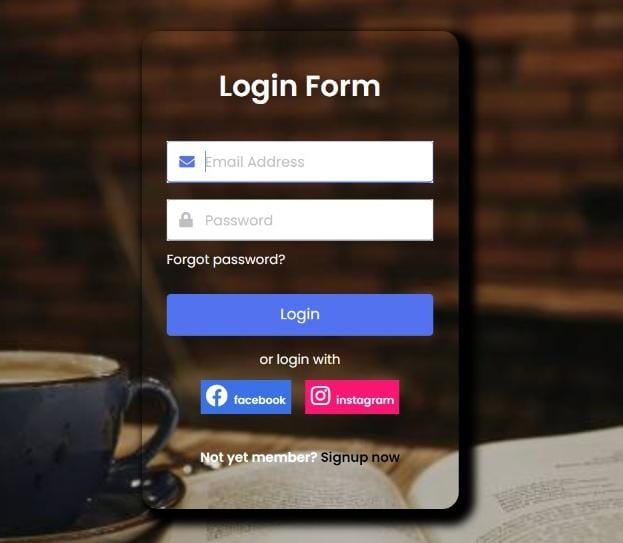 Login Form
Email Address
Password
Forgot password?
Login
or login with
facebook instagram
Not yet member? Signup now